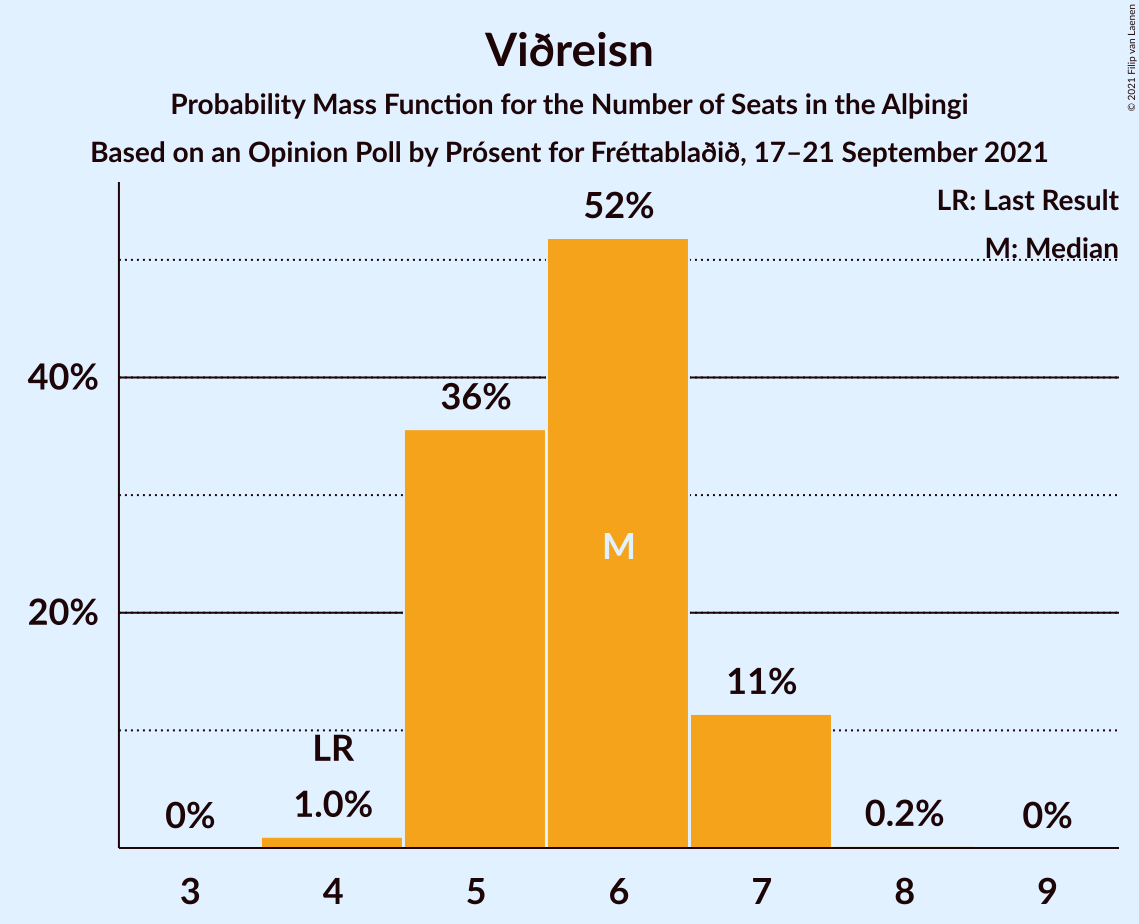 Viðreisn
Probability Mass Function for the Number of Seats in the Alþingi
Based on an Opinion Poll by Prósent for Fréttablaðið, 17–21 September 2021
© 2021 Filip van Laenen
LR: Last Result
M: Median
52%
40%
36%
M
20%
11%
LR
0%
1.0%
0.2%
0%
3 4 5 6 7 8 9